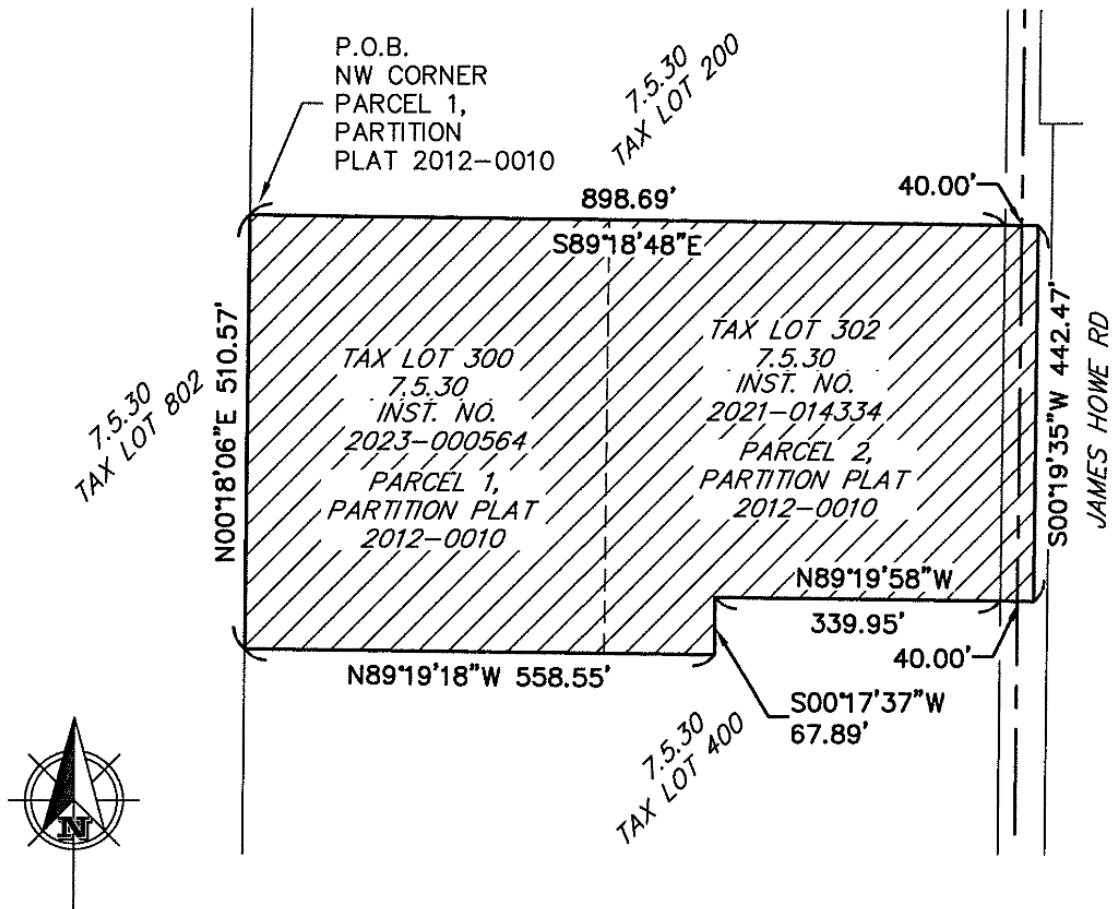 P.O.B.
NW CORNER
PARCEL 1,
PARTITION
PLAT 2012-0010
7.5.30
TAX LOT 200
898.69'
40.00'
S89°18'48"E
7.5.30
TAX LOT 802
N00°18'06"E 510.57'
TAX LOT 300
7.5.30
INST. NO.
2023-000564
PARCEL 1,
PARTITION PLAT
2012-0010
TAX LOT 302
7.5.30
INST. NO.
2021-014334
PARCEL 2,
PARTITION PLAT
2012-0010
S00°19'35"W 442.47'
JAMES HOWE RD
N89°19'58"W
339.95'
40.00'
N89°19'18"W 558.55'
S00°17'37"W
67.89'
7.5.30
TAX LOT 400
N